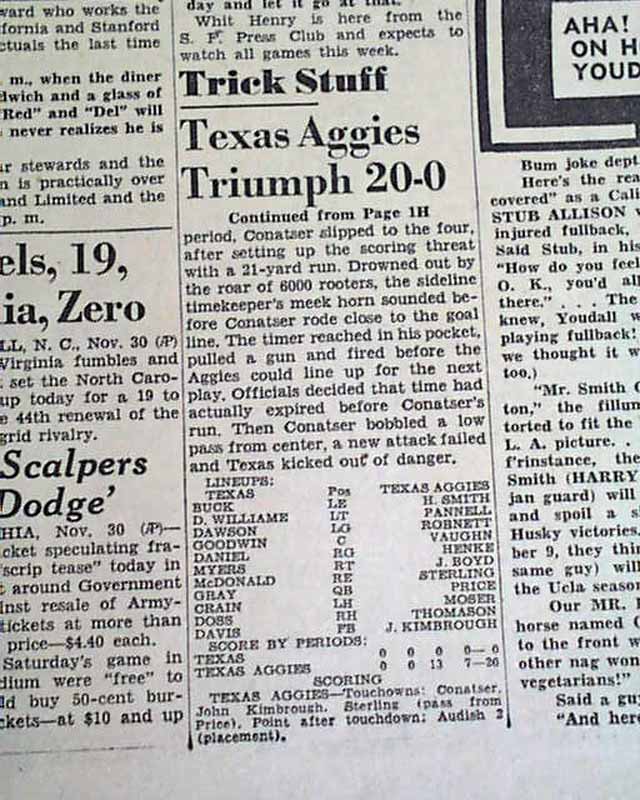 ward who works the
fornia and Stanford
ctuals the last time
m., when the diner
dwich and a glass of
"Red" and "Del" will
never realizes he is
ur stewards and the
n is practically over
and Limited and the
p. m.
els, 19,
ia, Zero
LL, N. C., Nov. 30 (AP)
Virginia fumbles and
set the North Caro-
up today for a 19 to
e 44th renewal of the
grid rivalry.
Scalpers
Dodge'
HIA, Nov. 30 (AP)—
cket speculating fra-
"scrip tease" today in
t around Government
inst resale of Army-
tickets at more than
price—$4.40 each.
Saturday's game in
dium were "free" to
ld buy 50-cent bur-
ckets—at $10 and up
day and let it go at that.
Whit Henry is here from the
S. F. Press Club and expects to
watch all games this week.
Trick Stuff
Texas Aggies
Triumph 20-0
Continued from Page 1H
period, Conatser slipped to the four,
after setting up the scoring threat
with a 21-yard run. Drowned out by
the roar of 6000 rooters, the sideline
timekeeper's meek horn sounded be-
fore Conatser rode close to the goal
line. The timer reached in his pocket,
pulled a gun and fired before the
Aggies could line up for the next
play. Officials decided that time had
actually expired before Conatser's
run. Then Conatser bobbled a low
pass from center, a new attack failed
and Texas kicked out of danger.
LINEUPS:
TEXAS Pos TEXAS AGGIES
BUCK LE H. SMITH
D. WILLIAME LT PANNELL
DAWSON LG ROBNETT
GOODWIN C VAUGHN
DANIEL RG HENKE
MYERS RT J. BOYD
McDONALD RE STERLING
GRAY QB PRICE
CRAIN LH MOSER
DOSS RH THOMASON
DAVIS FB J. KIMBROUGH
SCORE BY PERIODS:
TEXAS 0 0 0 0— 0
TEXAS AGGIES 0 0 13 7—20
SCORING
TEXAS AGGIES—Touchowns: Conatser,
John Kimbrough, Sterling (pass from
Price). Point after touchdown: Audish 2
(placement).
AHA!
ON H
YOUD
Bum joke dept.
Here's the rea
covered" as a Cali
STUB ALLISON
injured fullback,
Said Stub, in his
"How do you feel
O. K., you'd all
there." . . . The
knew, Youdall w
playing fullback!
we thought it w
too.)
"Mr. Smith
ton," the fillum
torted to fit the
L. A. picture. .
f'rinstance, the
Smith (HARRY
jan guard) will
and spoil a
Husky victories.
ber 9, they thin
same guy) will
the Ucla season
Our MR.
horse named
to the front w
other nag won
vegetarians!"
Said a guy
"And here